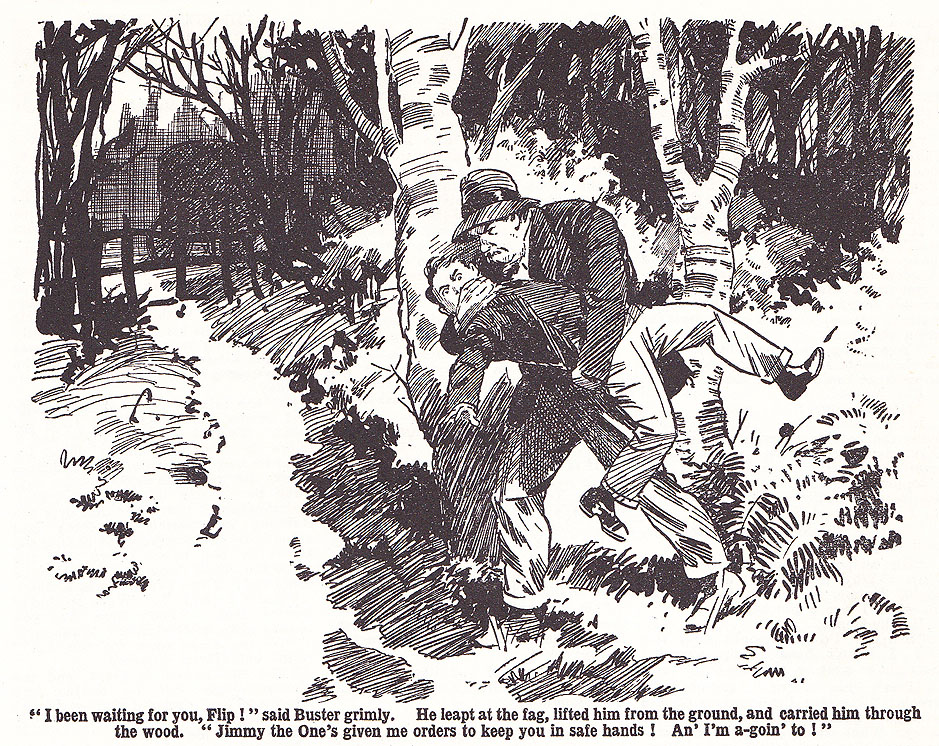 “ I been waiting for you, Flip ! ” said Buster grimly. He leapt at the fag, lifted him from the ground, and carried him through
the wood. “ Jimmy the One's given me orders to keep you in safe hands ! An' I'm a-goin' to ! ”